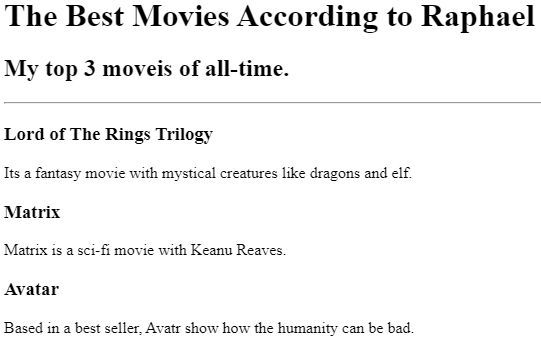 The Best Movies According to Raphael
My top 3 moveis of all-time.
Lord of The Rings Trilogy
Its a fantasy movie with mystical creatures like dragons and elf.
Matrix
Matrix is a sci-fi movie with Keanu Reaves.
Avatar
Based in a best seller, Avatr show how the humanity can be bad.